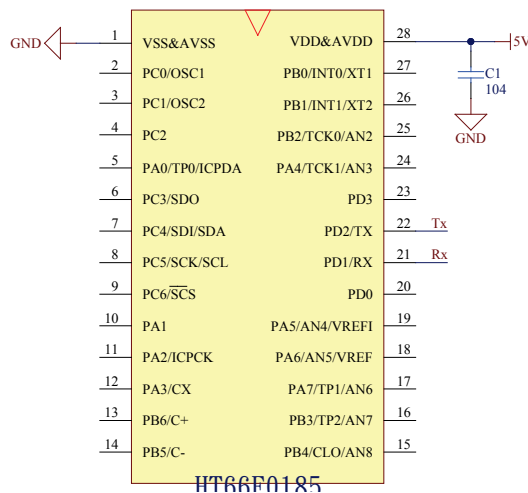 GND 1 VSS&AVSS VDD&AVDD 28 5V
2 PC0/OSC1 PB0/INT0/XT1 27
C1
104
3 PC1/OSC2 PB1/INT1/XT2 26
GND
4 PC2 PB2/TCK0/AN2 25
5 PA0/TP0/ICPDA PA4/TCK1/AN3 24
6 PC3/SDO PD3 23
7 PC4/SDI/SDA PD2/TX 22 Tx
8 PC5/SCK/SCL PD1/RX 21 Rx
9 PC6/SCS PD0 20
10 PA1 PA5/AN4/VREFI 19
11 PA2/ICPCK PA6/AN5/VREF 18
12 PA3/CX PA7/TP1/AN6 17
13 PB6/C+ PB3/TP2/AN7 16
14 PB5/C- PB4/CLO/AN8 15
HT66F0185